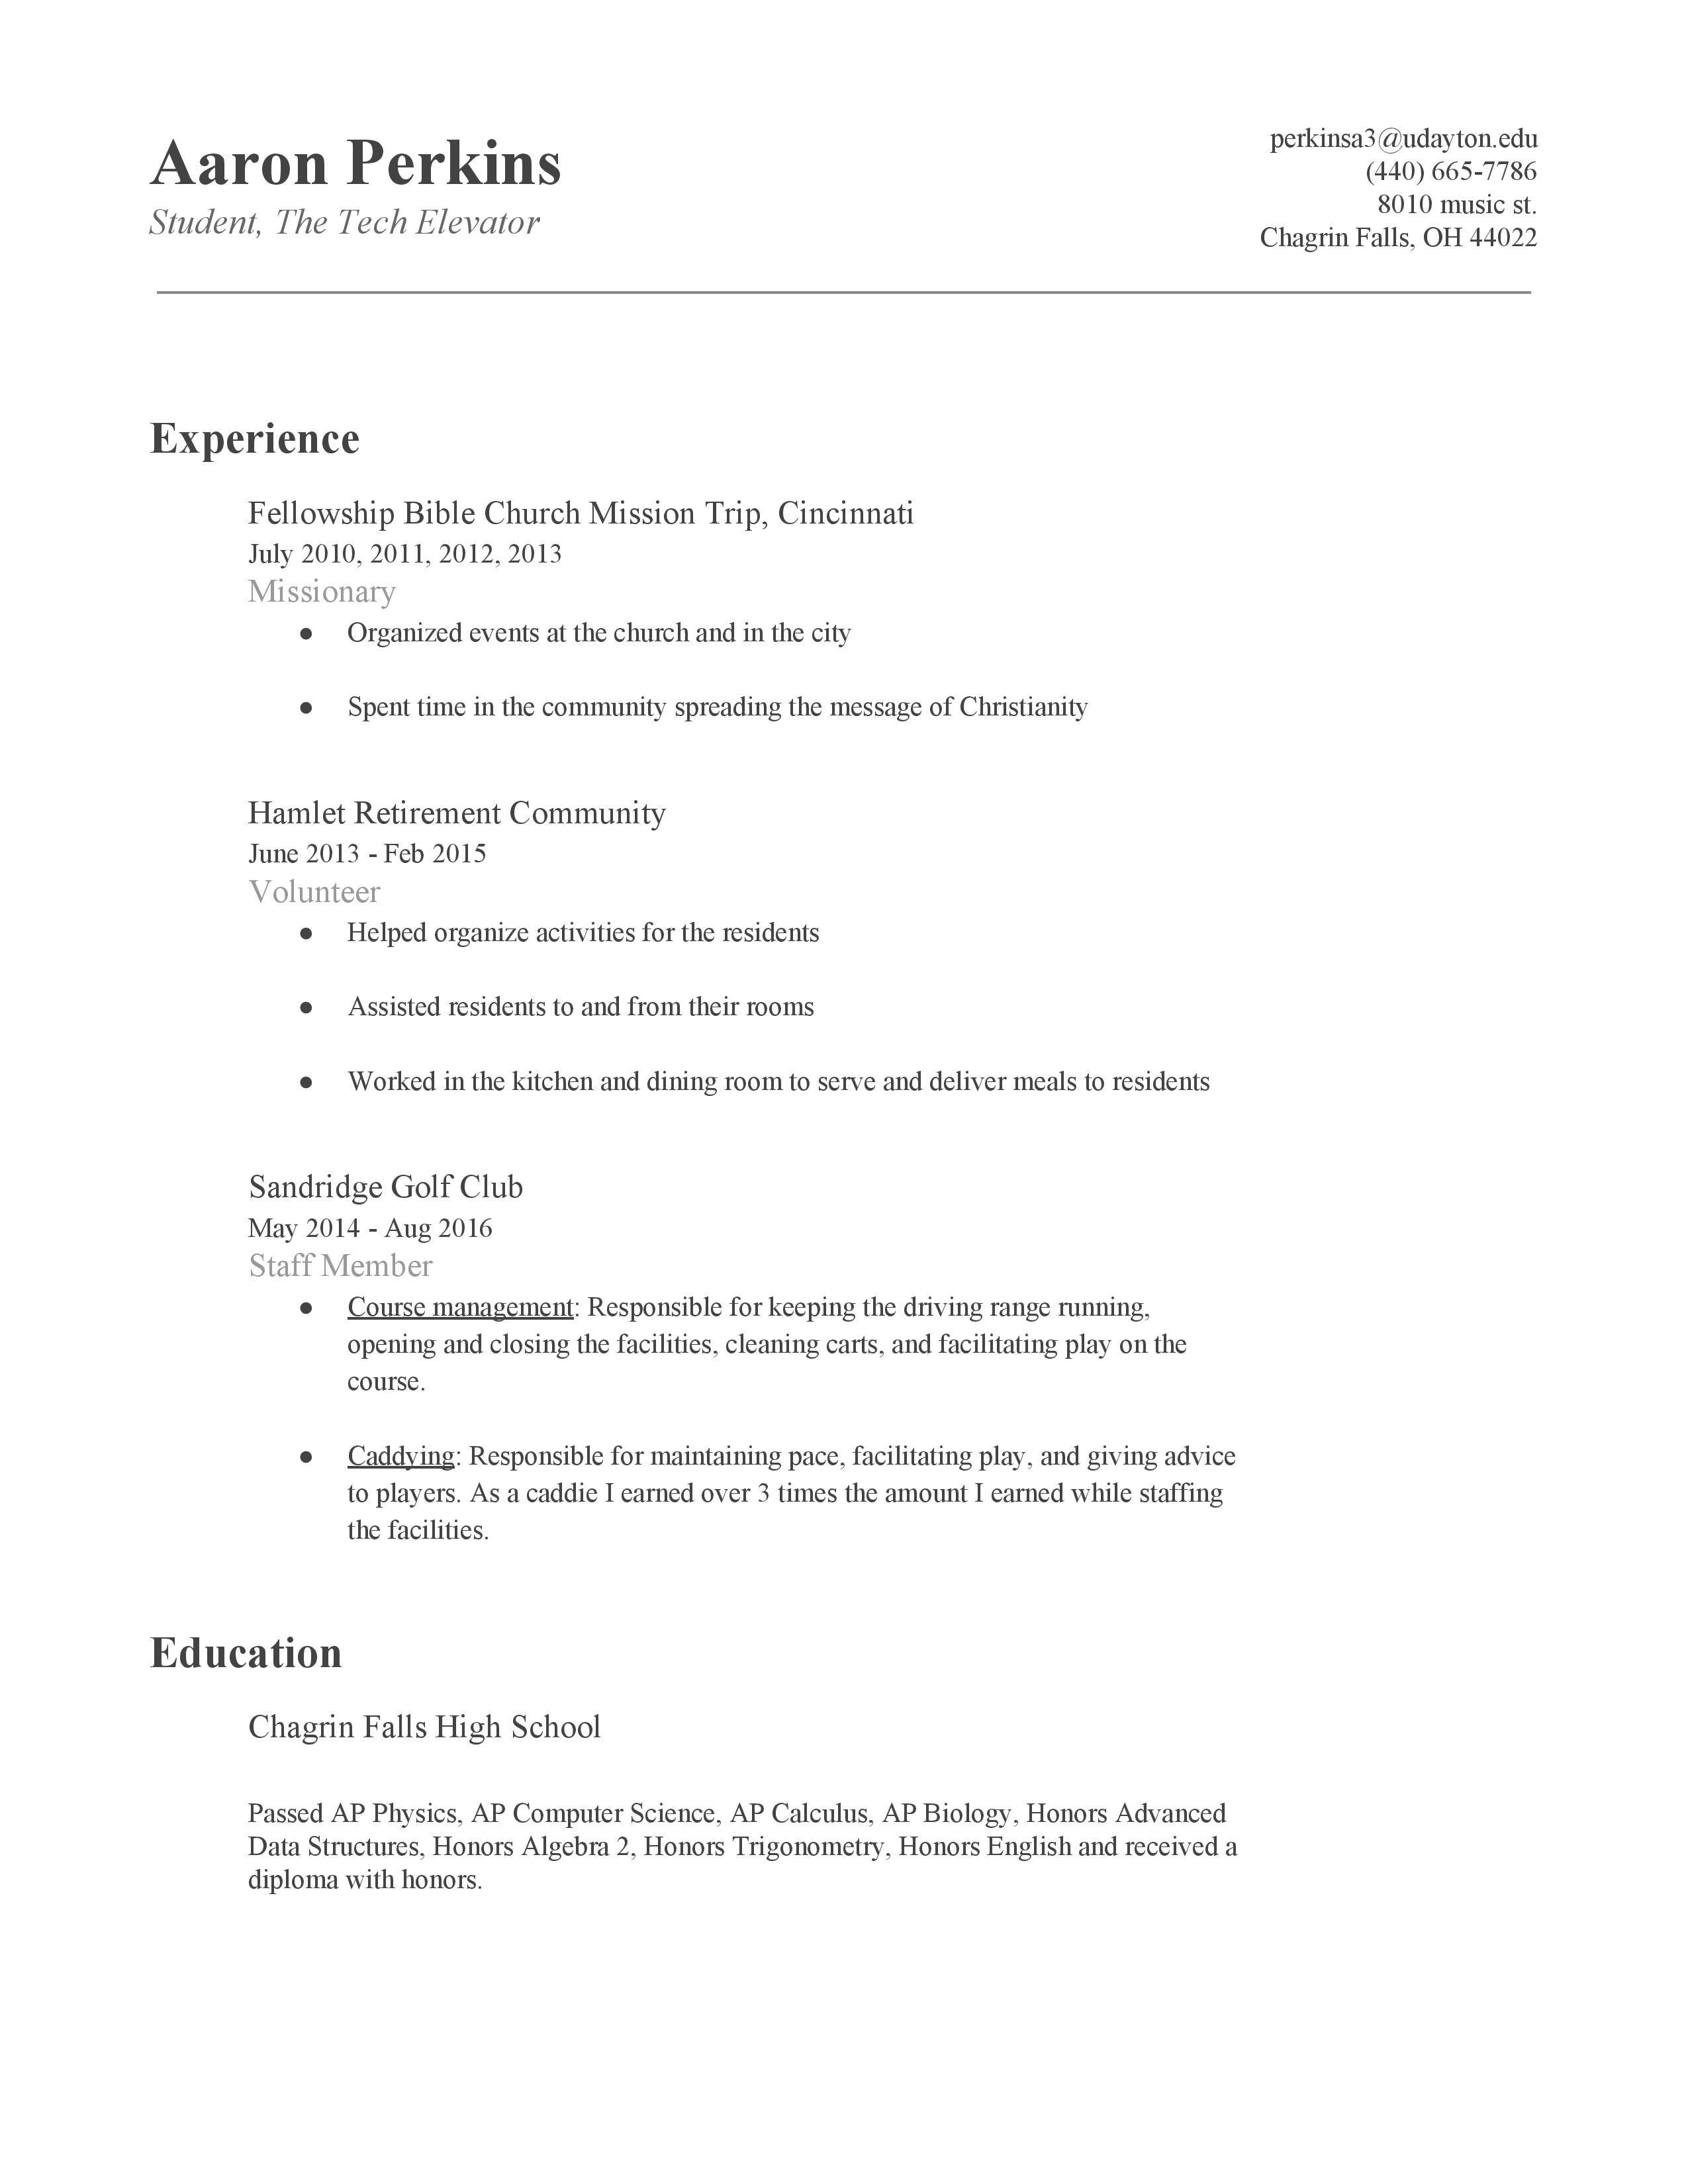 Aaron Perkins
Student, The Tech Elevator
perkinsa3@udayton.edu
(440) 665-7786
8010 music st.
Chagrin Falls, OH 44022
Experience
Fellowship Bible Church Mission Trip, Cincinnati
July 2010, 2011, 2012, 2013
Missionary
● Organized events at the church and in the city
● Spent time in the community spreading the message of Christianity
Hamlet Retirement Community
June 2013 - Feb 2015
Volunteer
● Helped organize activities for the residents
● Assisted residents to and from their rooms
● Worked in the kitchen and dining room to serve and deliver meals to residents
Sandridge Golf Club
May 2014 - Aug 2016
Staff Member
● Course management: Responsible for keeping the driving range running,
opening and closing the facilities, cleaning carts, and facilitating play on the
course.
● Caddying: Responsible for maintaining pace, facilitating play, and giving advice
to players. As a caddie I earned over 3 times the amount I earned while staffing
the facilities.
Education
Chagrin Falls High School
Passed AP Physics, AP Computer Science, AP Calculus, AP Biology, Honors Advanced
Data Structures, Honors Algebra 2, Honors Trigonometry, Honors English and received a
diploma with honors.